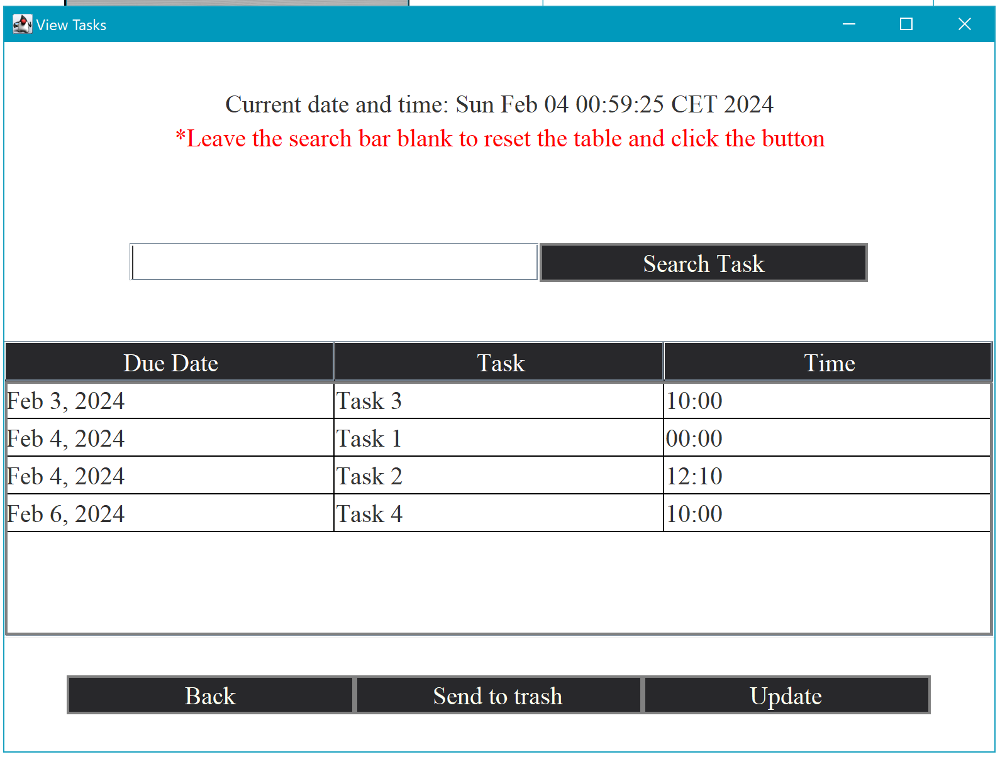 View Tasks
Current date and time: Sun Feb 04 00:59:25 CET 2024
*Leave the search bar blank to reset the table and click the button
Search Task
Due Date Task Time
Feb 3, 2024 Task 3 10:00
Feb 4, 2024 Task 1 00:00
Feb 4, 2024 Task 2 12:10
Feb 6, 2024 Task 4 10:00
Back Send to trash Update